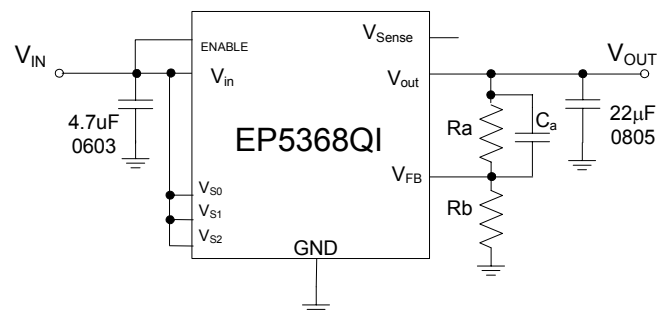 V_Sense
ENABLE
V_IN
V_OUT
V_in
V_out
4.7uF
0603
EP5368QI
Ra
C_a
22μF
0805
V_S0
V_FB
V_S1
Rb
V_S2
GND